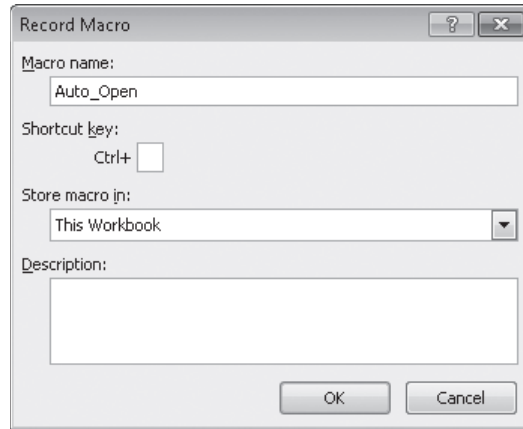 Record Macro
Macro name:
Auto_Open
Shortcut key:
Ctrl+
Store macro in:
This Workbook
Description:
OK Cancel